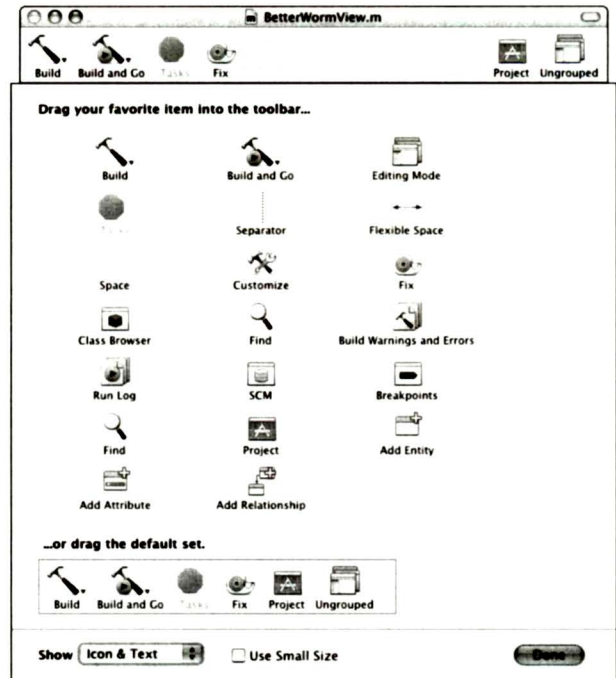 BetterWormView.m
Build Build and Go Tasks Fix Project Ungrouped
Drag your favorite item into the toolbar...
Build Build and Go Editing Mode
Tasks Separator Flexible Space
Space Customize Fix
Class Browser Find Build Warnings and Errors
Run Log SCM Breakpoints
Find Project Add Entity
Add Attribute Add Relationship
...or drag the default set.
Build Build and Go Tasks Fix Project Ungrouped
Show Icon & Text Use Small Size Done